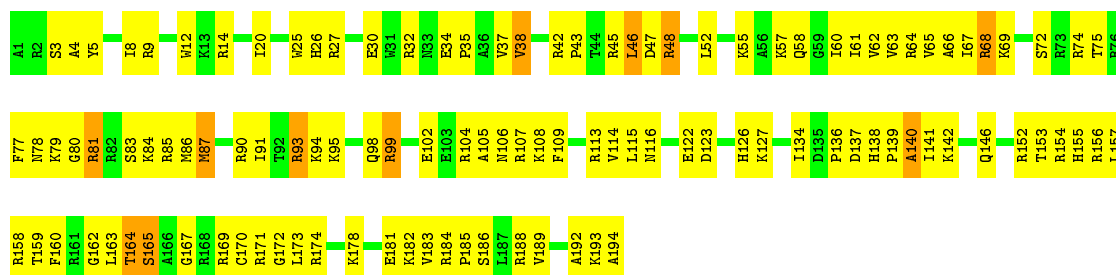 A1 R2 S3 A4 Y5 I8 R9 W12 K13 R14 I20 W25 H26 R27 E30 W31 R32 N33 E34 P35 A36 V37 V38 R42 P43 T44 R45 L46 D47 R48 L52 K55 A56 K57 Q58 G59 I60 I61 V62 V63 R64 V65 A66 I67 R68 K69 S72 R73 R74 T75 R76
F77 N78 K79 G80 R81 R82 S83 K84 R85 M86 M87 R90 I91 T92 R93 K94 K95 Q98 R99 E102 E103 R104 A105 N106 R107 K108 F109 R113 V114 L115 N116 E122 D123 H126 K127 I134 D135 P136 D137 H138 P139 A140 I141 K142 Q146 R152 T153 R154 H155 R156 L157
R158 T159 F160 R161 G162 L163 T164 S165 A166 G167 R168 R169 C170 R171 G172 L173 R174 K178 E181 K182 V183 R184 P185 S186 L187 R188 V189 A192 K193 A194